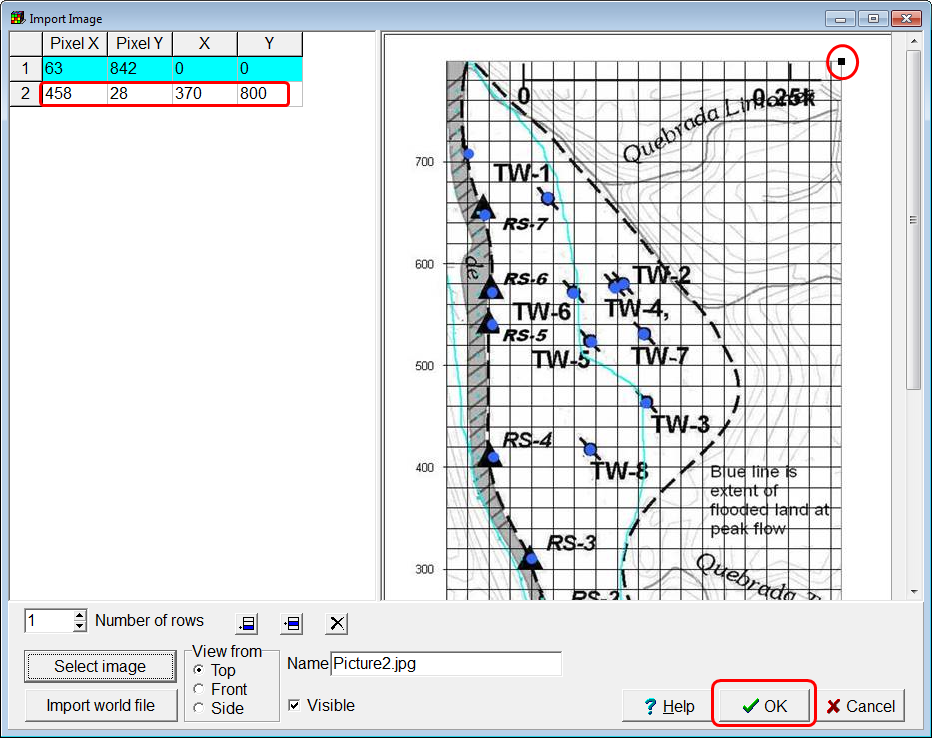 Import Image
Pixel X Pixel Y X Y
1 63 842 0 0
2 458 28 370 800
0 0.25k
Quebrada Limones
700
TW-1
RS-7
600
de
RS-6
TW-2
TW-6 TW-4,
RS-5
TW-5 TW-7
500
TW-3
RS-4
400
TW-8
Blue line is
extent of
flooded land at
peak flow
RS-3
300
Quebrada
RS-2
1 Number of rows
Select image
Import world file
View from
Top
Front
Side
Name Picture2.jpg
Visible
? Help
OK
Cancel